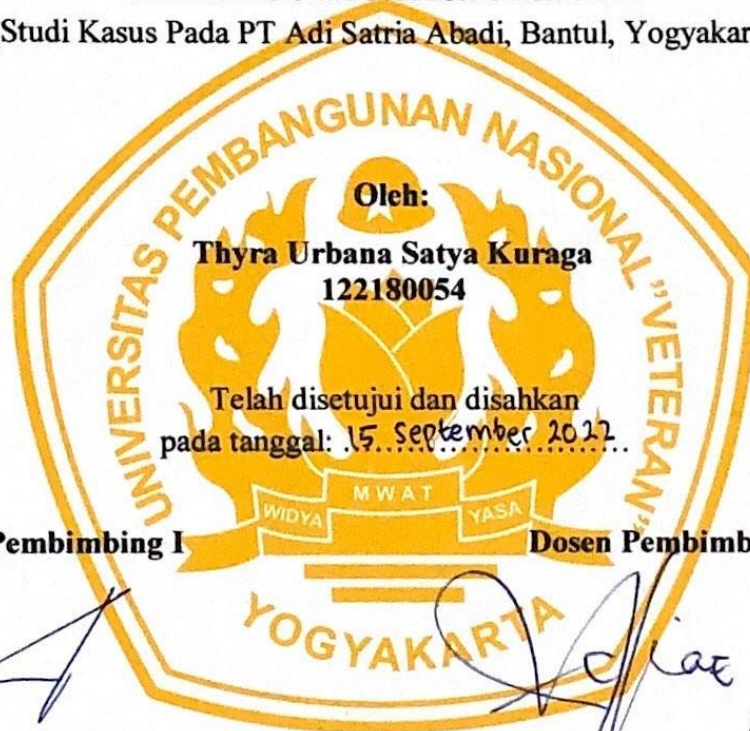 Studi Kasus Pada PT Adi Satria Abadi, Bantul, Yogyakar
UNIVERSITAS PEMBANGUNAN NASIONAL "VETERAN"
Oleh:
Thyra Urbana Satya Kuraga
122180054
Telah disetujui dan disahkan
pada tanggal: 15 September 2022
WIDYA MWAT YASA
Pembimbing I
Dosen Pembimb
YOGYAKARTA